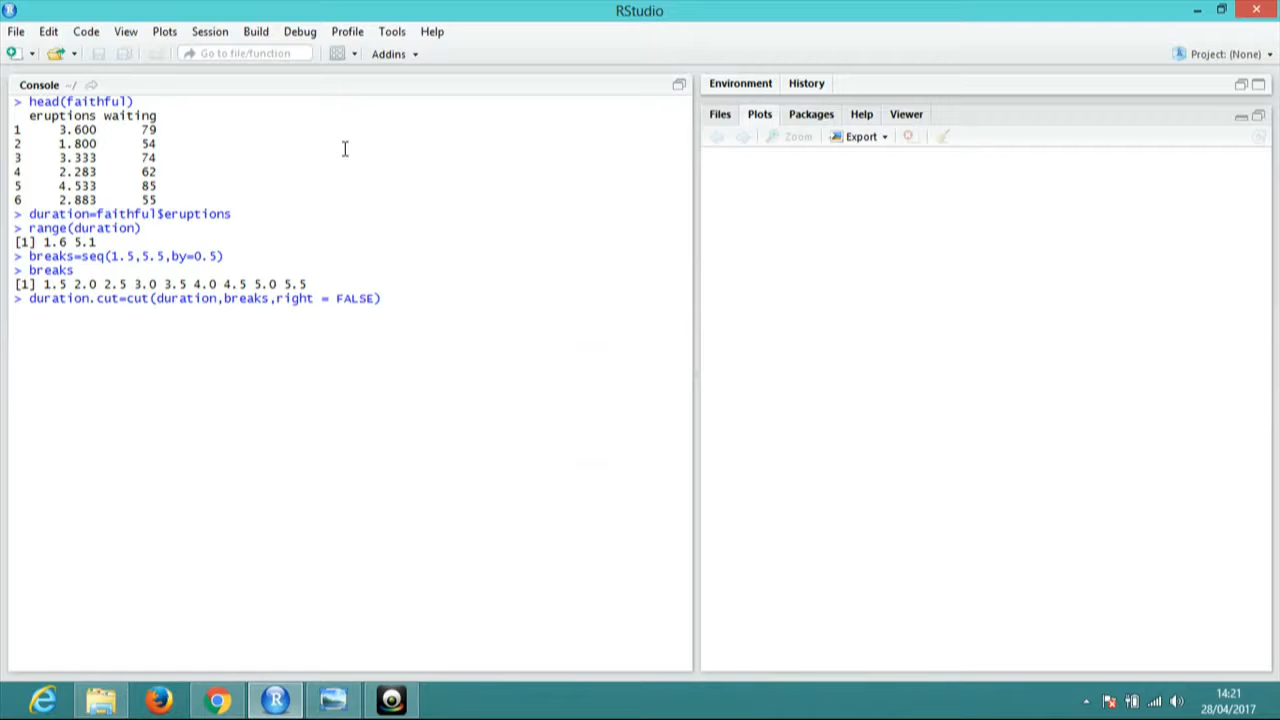 RStudio
File Edit Code View Plots Session Build Debug Profile Tools Help
Go to file/function Addins Project: (None)
Console ~/
> head(faithful)
eruptions waiting
1 3.600 79
2 1.800 54
3 3.333 74
4 2.283 62
5 4.533 85
6 2.883 55
> duration=faithful$eruptions
> range(duration)
[1] 1.6 5.1
> breaks=seq(1.5,5.5,by=0.5)
> breaks
[1] 1.5 2.0 2.5 3.0 3.5 4.0 4.5 5.0 5.5
> duration.cut=cut(duration,breaks,right = FALSE)
Environment History
Files Plots Packages Help Viewer
Zoom Export
14:21
28/04/2017